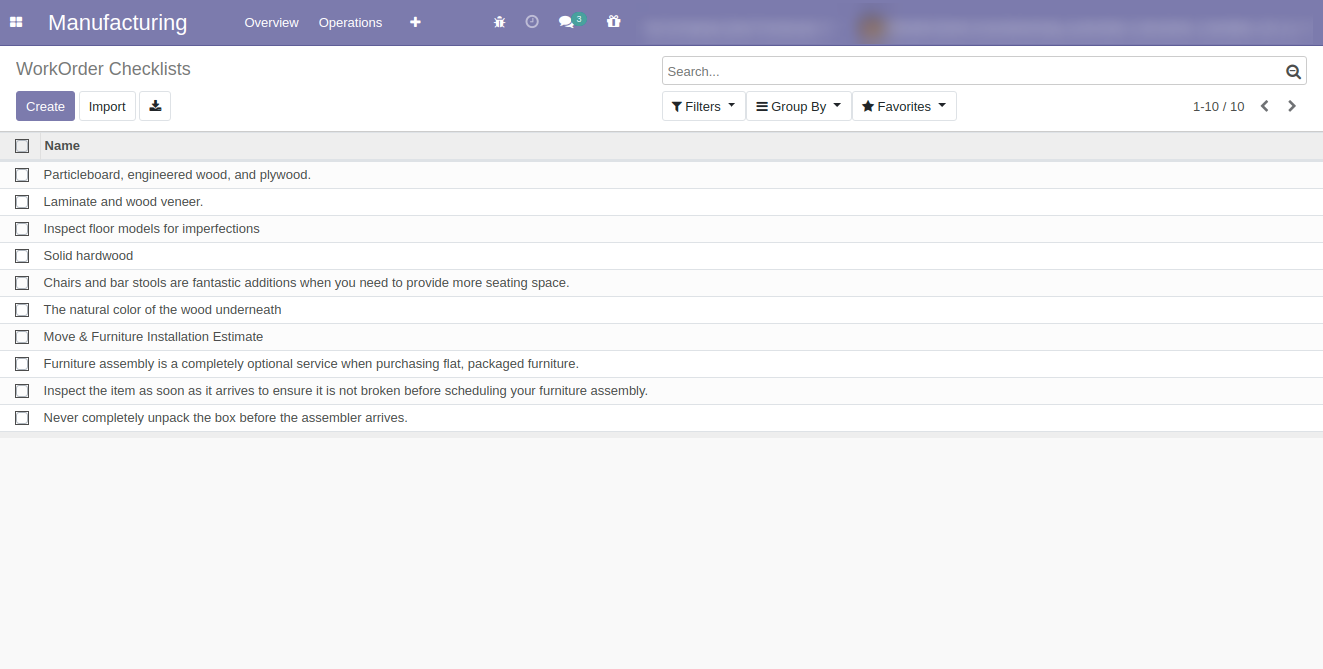 Manufacturing Overview Operations 3
WorkOrder Checklists
Search...
Create Import
Filters Group By Favorites 1-10 / 10
Name
Particleboard, engineered wood, and plywood.
Laminate and wood veneer.
Inspect floor models for imperfections
Solid hardwood
Chairs and bar stools are fantastic additions when you need to provide more seating space.
The natural color of the wood underneath
Move & Furniture Installation Estimate
Furniture assembly is a completely optional service when purchasing flat, packaged furniture.
Inspect the item as soon as it arrives to ensure it is not broken before scheduling your furniture assembly.
Never completely unpack the box before the assembler arrives.